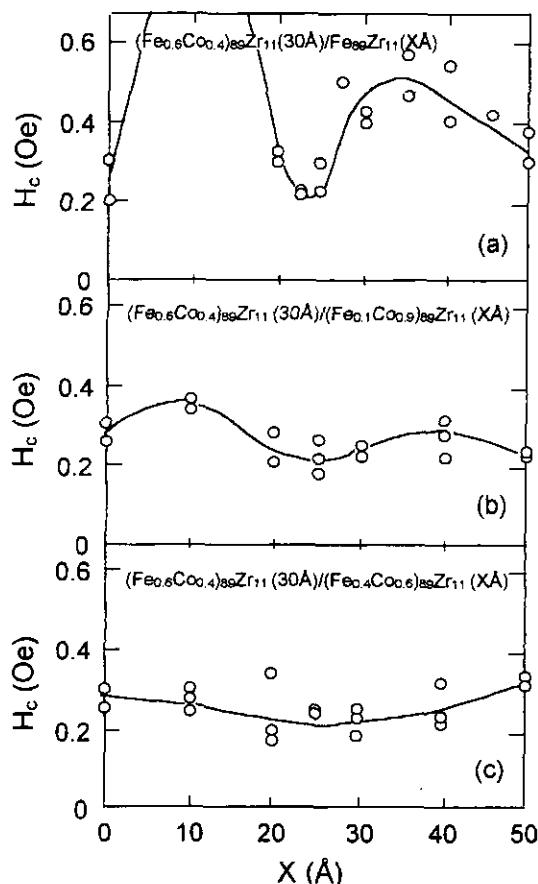 0.6
0.4
0.2
0
Hc (Oe)
(Fe0.6Co0.4)89Zr11(30Å)/Fe89Zr11(XÅ)
(a)
0.6
0.4
0.2
0
Hc (Oe)
(Fe0.6Co0.4)89Zr11(30Å)/(Fe0.1Co0.9)89Zr11 (XÅ)
(b)
0.6
0.4
0.2
0
Hc (Oe)
(Fe0.6Co0.4)89Zr11(30Å)/(Fe0.4Co0.6)89Zr11 (XÅ)
(c)
0 10 20 30 40 50
X (Å)